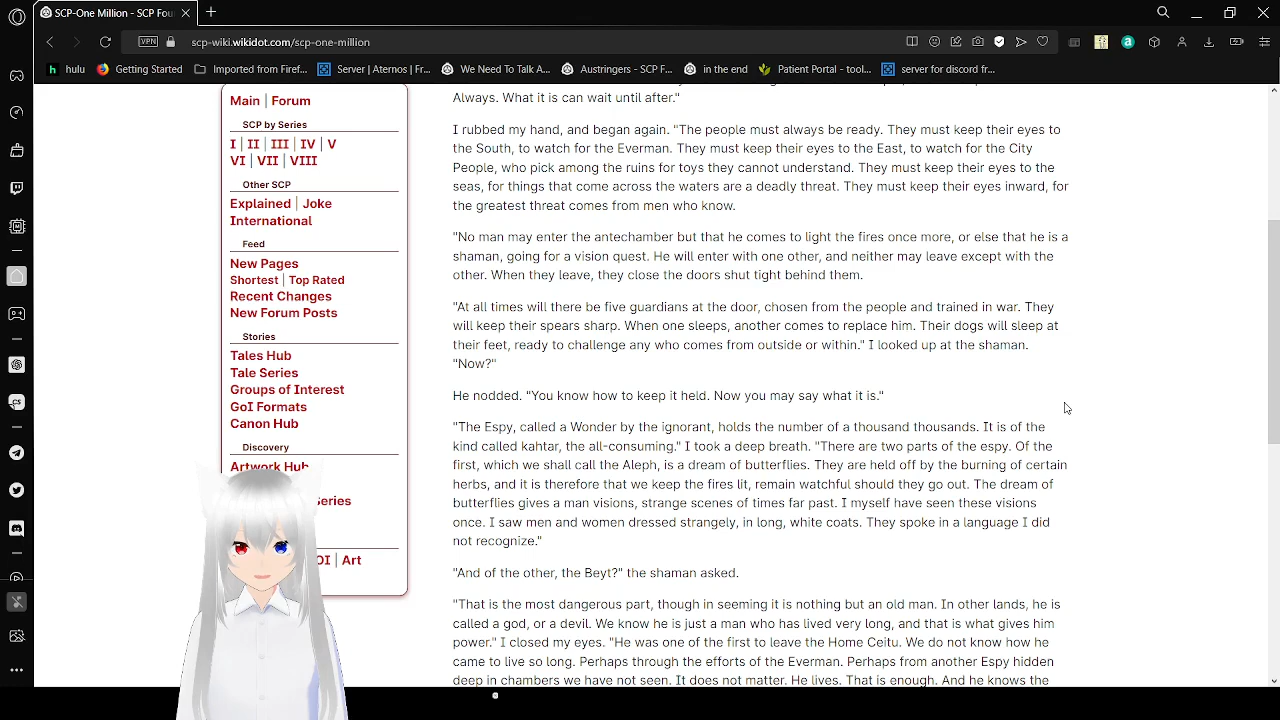 SCP-One Million - SCP Fou
VPN scp-wiki.wikidot.com/scp-one-million
hulu Getting Started Imported from Firef... Server | Aternos | Fr... We Need To Talk A... Austringers - SCP F... in the end Patient Portal - tool... server for discord fr...
Main | Forum
SCP by Series
I | II | III | IV | V
VI | VII | VIII
Other SCP
Explained | Joke
International
Feed
New Pages
Shortest | Top Rated
Recent Changes
New Forum Posts
Stories
Tales Hub
Tale Series
Groups of Interest
GoI Formats
Canon Hub
Discovery
Artwork Hub
Series
OI | Art
Always. What it is can wait until after."
I rubbed my hand, and began again. "The people must always be ready. They must keep their eyes to
the South, to watch for the Everman. They must keep their eyes to the East, to watch for the City
People, who pick among the ruins for toys they cannot understand. They must keep their eyes to the
seas, for things that come across the waters are a deadly threat. They must keep their eyes inward, for
the greatest threat comes from men who know.
"No man may enter the antechamber but that he comes to light the fires once more, or else that he is a
shaman, going for a vision quest. He will enter with one other, and neither may leave except with the
other. When they leave, they close the doors shut tight behind them.
"At all times will there be five guardians at the door, chosen from the people and trained in war. They
will keep their spears sharp. When one sleeps, another comes to replace him. Their dogs will sleep at
their feet, ready to challenge any who comes from outside or within." I looked up at the shaman.
"Now?"
He nodded. "You know how to keep it held. Now you may say what it is."
"The Espy, called a Wonder by the ignorant, holds the number of a thousand thousands. It is of the
kind called kahtar, the all-consuming." I took a deep breath. "There are two parts of the espy. Of the
first, which we shall call the Aleph, is a dream of butterflies. They are held off by the burning of certain
herbs, and it is therefore that we keep the fires lit, remain watchful should they go out. The dream of
butterflies gives a man visions, strange scenes of times far past. I myself have seen these visions
once. I saw men and women dressed strangely, in long, white coats. They spoke in a language I did
not recognize."
"And of the other, the Beyt?" the shaman asked.
"That is the most dangerous part, though in seeming it is nothing but an old man. In other lands, he is
called a god, or a devil. We know he is just a man who has lived very long, and that is what gives him
power." I closed my eyes. "He was one of the first to leave the Home Ceitu. We do not know how he
came to live so long. Perhaps through the efforts of the Everman. Perhaps from another Espy hidden
deep in chambers we have not seen. It does not matter. He lives. That is enough. And he knows the